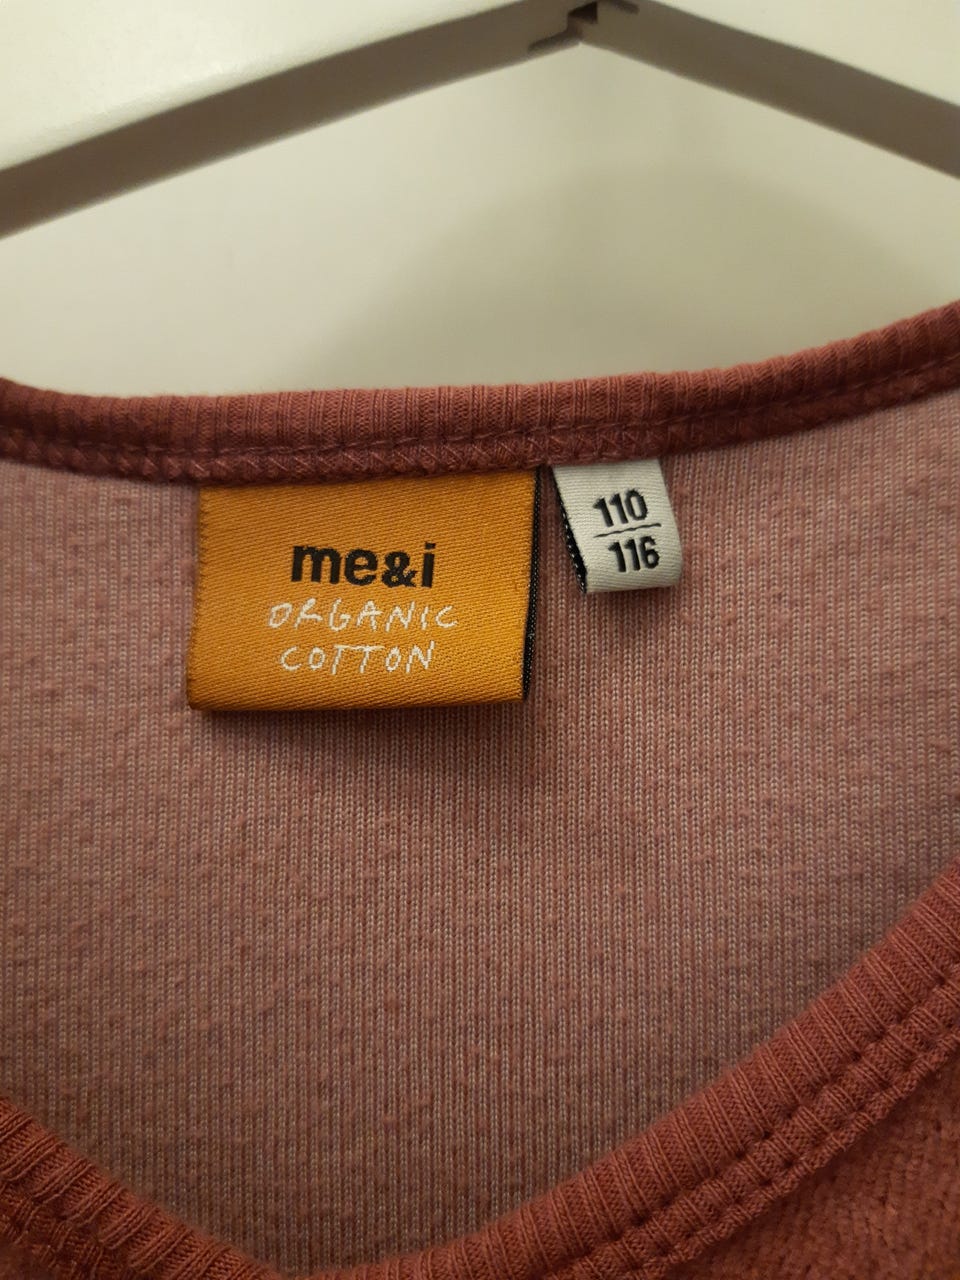 me&i
ORGANIC
COTTON
110
116